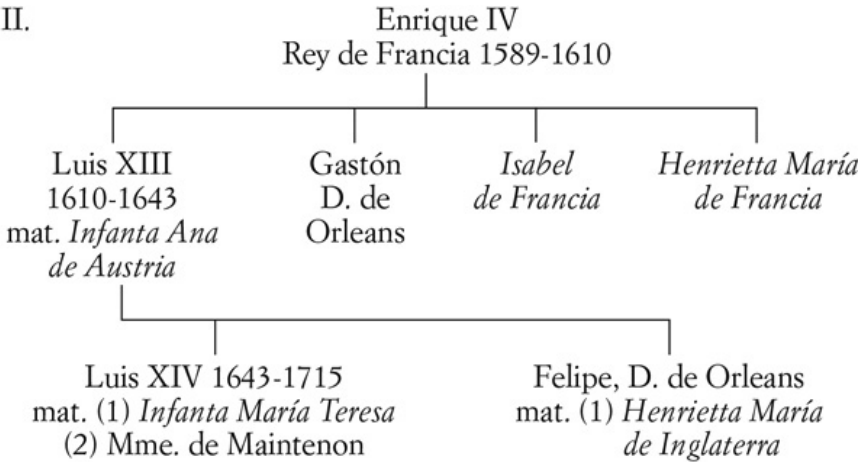 II.
Enrique IV
Rey de Francia 1589-1610
Luis XIII
1610-1643
mat. Infanta Ana
de Austria
Gastón
D. de
Orleans
Isabel
de Francia
Henrietta María
de Francia
Luis XIV 1643-1715
mat. (1) Infanta María Teresa
(2) Mme. de Maintenon
Felipe, D. de Orleans
mat. (1) Henrietta María
de Inglaterra